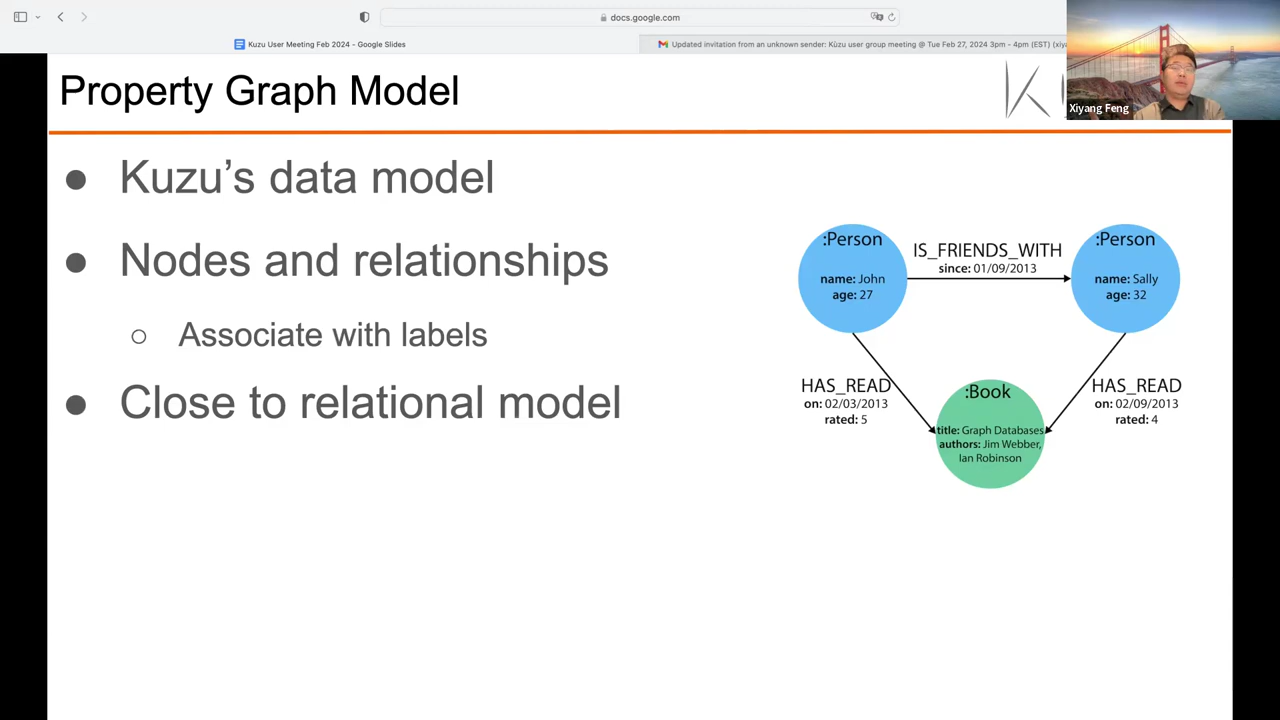 docs.google.com
Kuzu User Meeting Feb 2024 - Google Slides
Updated invitation from an unknown sender: Kùzu user group meeting @ Tue Feb 27, 2024 3pm - 4pm (EST) (xiy
Property Graph Model
K
Xiyang Feng
● Kuzu’s data model
● Nodes and relationships
○ Associate with labels
● Close to relational model
:Person
name: John
age: 27
IS_FRIENDS_WITH
since: 01/09/2013
:Person
name: Sally
age: 32
HAS_READ
on: 02/03/2013
rated: 5
:Book
title: Graph Databases
authors: Jim Webber,
Ian Robinson
HAS_READ
on: 02/09/2013
rated: 4